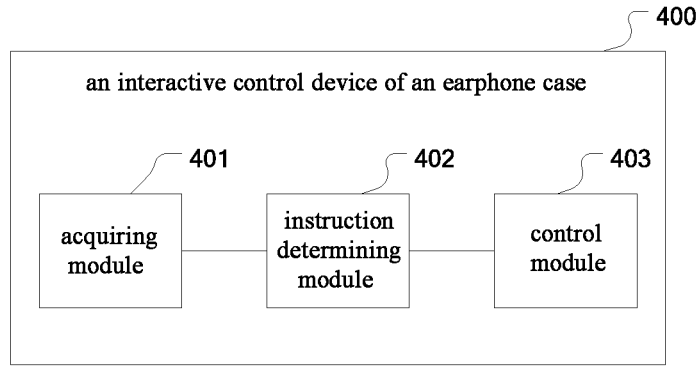 400
an interactive control device of an earphone case
401
402
403
acquiring
module
instruction
determining
module
control
module